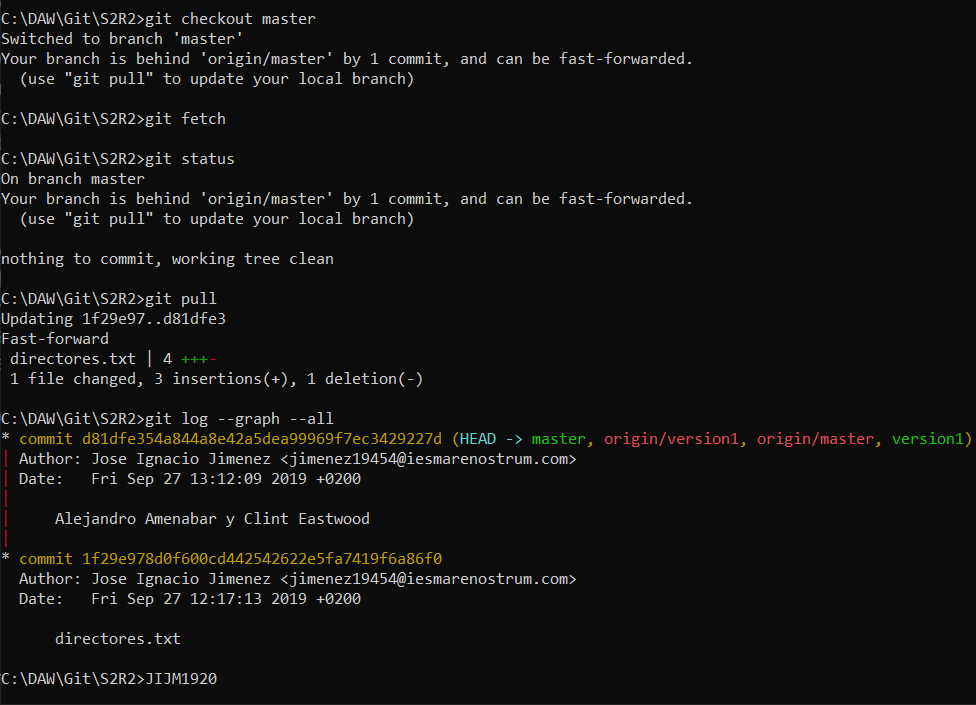 C:\DAW\Git\S2R2>git checkout master
Switched to branch 'master'
Your branch is behind 'origin/master' by 1 commit, and can be fast-forwarded.
  (use "git pull" to update your local branch)
C:\DAW\Git\S2R2>git fetch
C:\DAW\Git\S2R2>git status
On branch master
Your branch is behind 'origin/master' by 1 commit, and can be fast-forwarded.
  (use "git pull" to update your local branch)
nothing to commit, working tree clean
C:\DAW\Git\S2R2>git pull
Updating 1f29e97..d81dfe3
Fast-forward
 directores.txt | 4 +++-
 1 file changed, 3 insertions(+), 1 deletion(-)
C:\DAW\Git\S2R2>git log --graph --all
* commit d81dfe354a844a8e42a5dea99969f7ec3429227d (HEAD -> master, origin/version1, origin/master, version1)
| Author: Jose Ignacio Jimenez <jimenez19454@iesmarenostrum.com>
| Date:   Fri Sep 27 13:12:09 2019 +0200
|
|     Alejandro Amenabar y Clint Eastwood
|
* commit 1f29e978d0f600cd442542622e5fa7419f6a86f0
  Author: Jose Ignacio Jimenez <jimenez19454@iesmarenostrum.com>
  Date:   Fri Sep 27 12:17:13 2019 +0200
      directores.txt
C:\DAW\Git\S2R2>JIJM1920